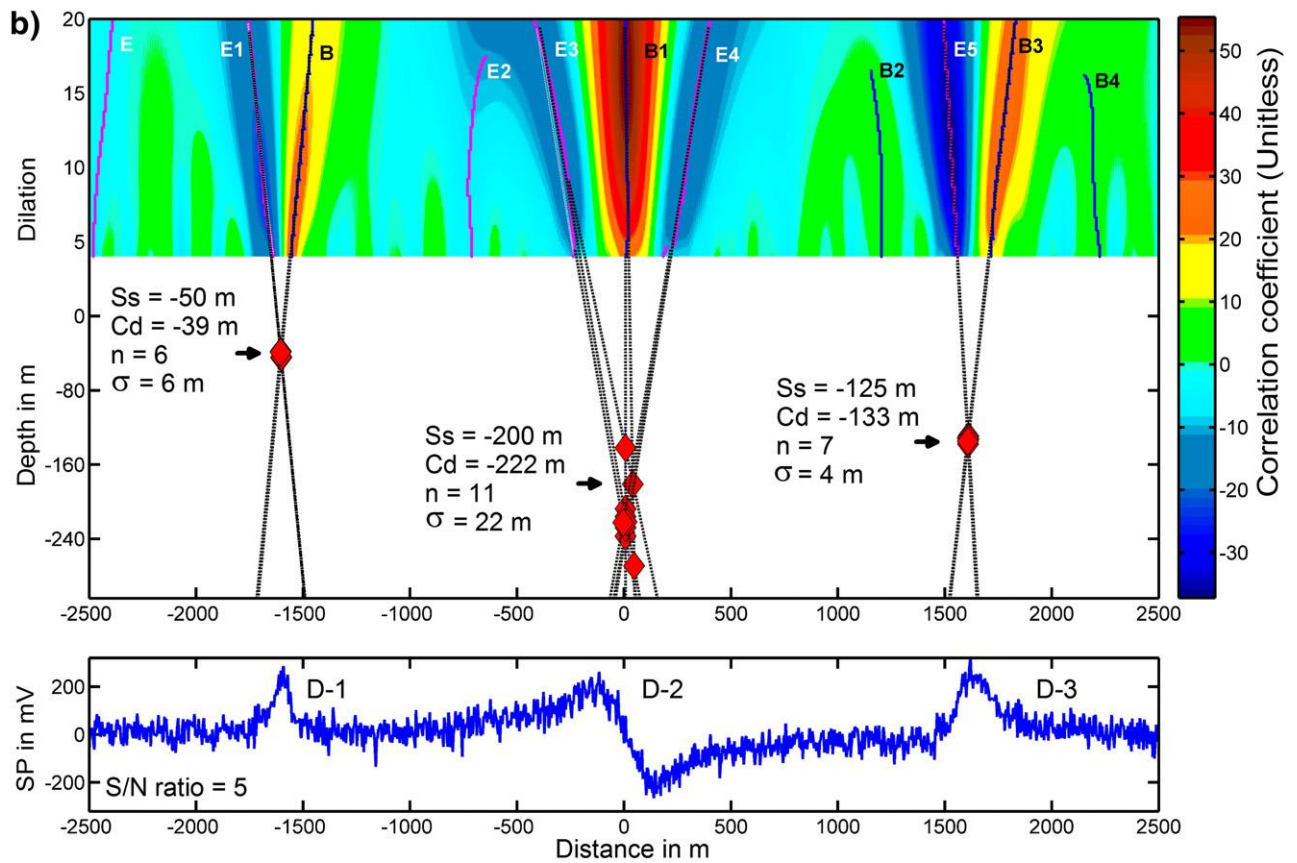 b)
20
15
10
5
Dilation
E
E1
B
E2
E3
B1
E4
B2
E5
B3
B4
0
-80
-160
-240
Depth in m
Ss = -50 m
Cd = -39 m
n = 6
σ = 6 m
Ss = -200 m
Cd = -222 m
n = 11
σ = 22 m
Ss = -125 m
Cd = -133 m
n = 7
σ = 4 m
-2500 -2000 -1500 -1000 -500 0 500 1000 1500 2000 2500
50
40
30
20
10
0
-10
-20
-30
Correlation coefficient (Unitless)
200
0
-200
SP in mV
D-1
D-2
D-3
S/N ratio = 5
-2500 -2000 -1500 -1000 -500 0 500 1000 1500 2000 2500
Distance in m